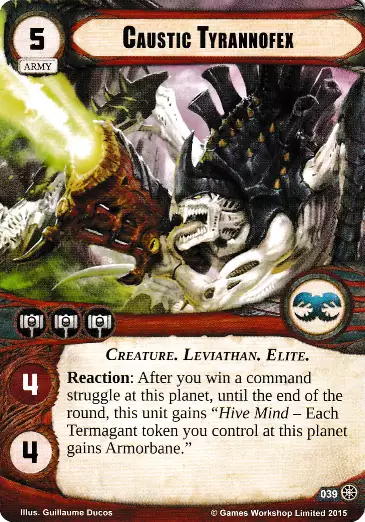 5
ARMY
Caustic Tyrannofex
Creature. Leviathan. Elite.
4
Reaction: After you win a command
struggle at this planet, until the end of the
round, this unit gains “Hive Mind – Each
Termagant token you control at this planet
gains Armorbane.”
4
039
Illus. Guillaume Ducos
© Games Workshop Limited 2015